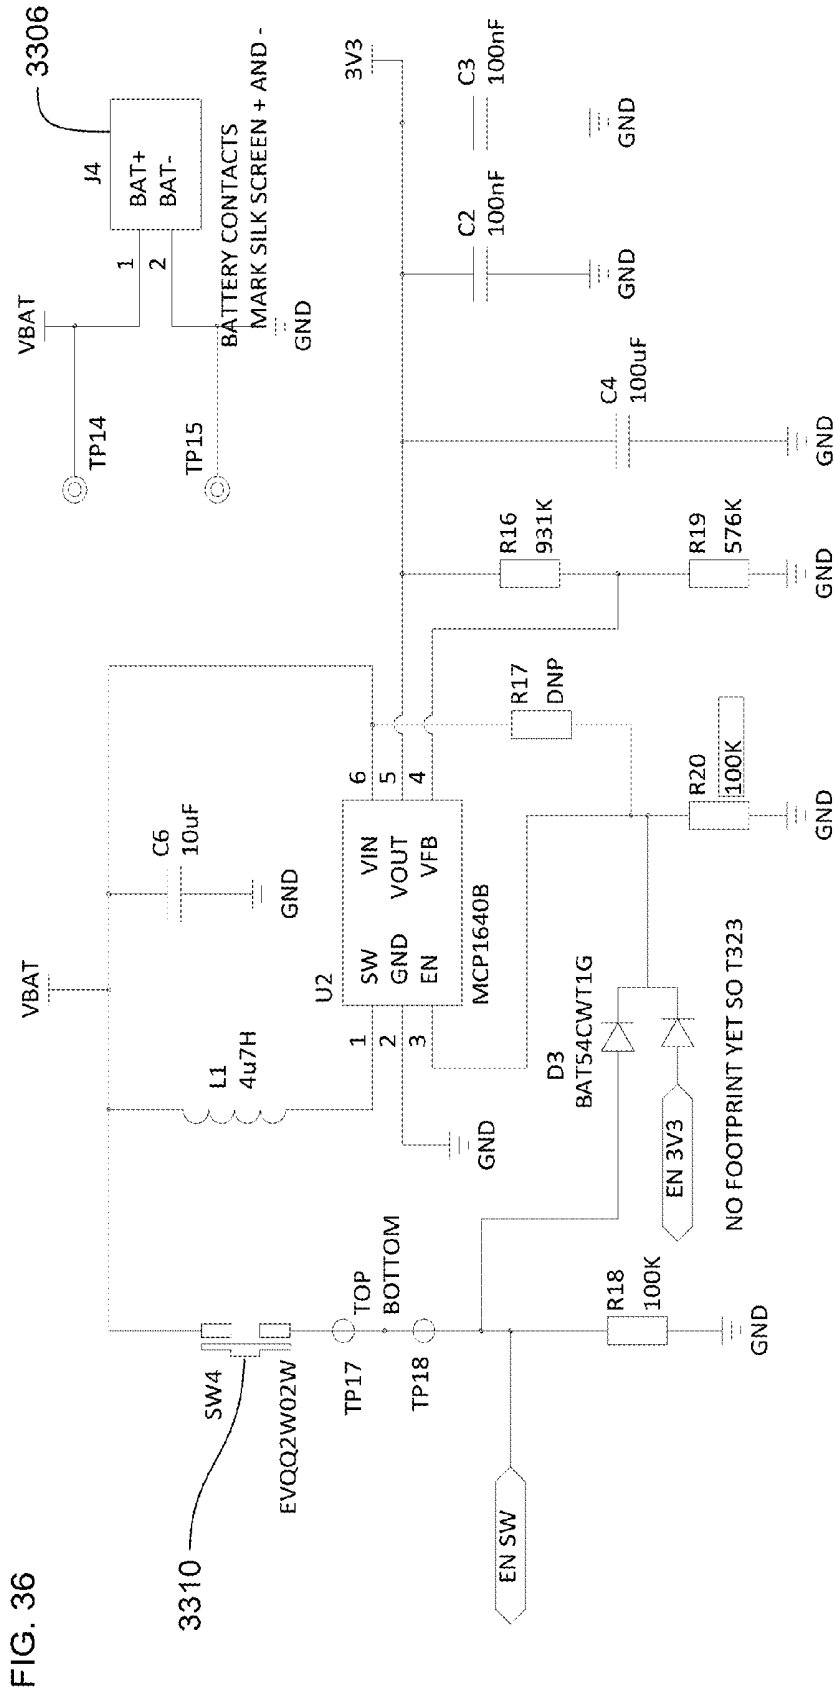 FIG. 36
3310
SW4
EVQQ2W02W
TP17
TOP
BOTTOM
TP18
EN SW
R18
100K
GND
VBAT
L1
4u7H
C6
10uF
GND
U2
SW
GND
EN
VIN
VOUT
VFB
1
2
3
6
5
4
MCP1640B
GND
D3
BAT54CWT1G
EN 3V3
NO FOOTPRINT YET SO T323
R17
DNP
R20
100K
GND
R16
931K
R19
576K
GND
C4
100uF
GND
C2
100nF
GND
C3
100nF
GND
3V3
VBAT
TP14
TP15
GND
1
2
J4
BAT+
BAT-
3306
BATTERY CONTACTS
MARK SILK SCREEN + AND -